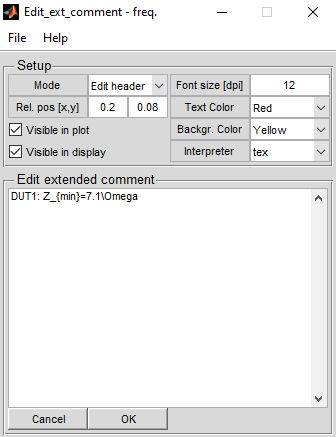 Edit_ext_comment - freq.
File Help
Setup
Mode Edit header Font size [dpi] 12
Rel. pos [x,y] 0.2 0.08 Text Color Red
Visible in plot Backgr. Color Yellow
Visible in display Interpreter tex
Edit extended comment
DUT1: Z_{min}=7.1\Omega
Cancel OK